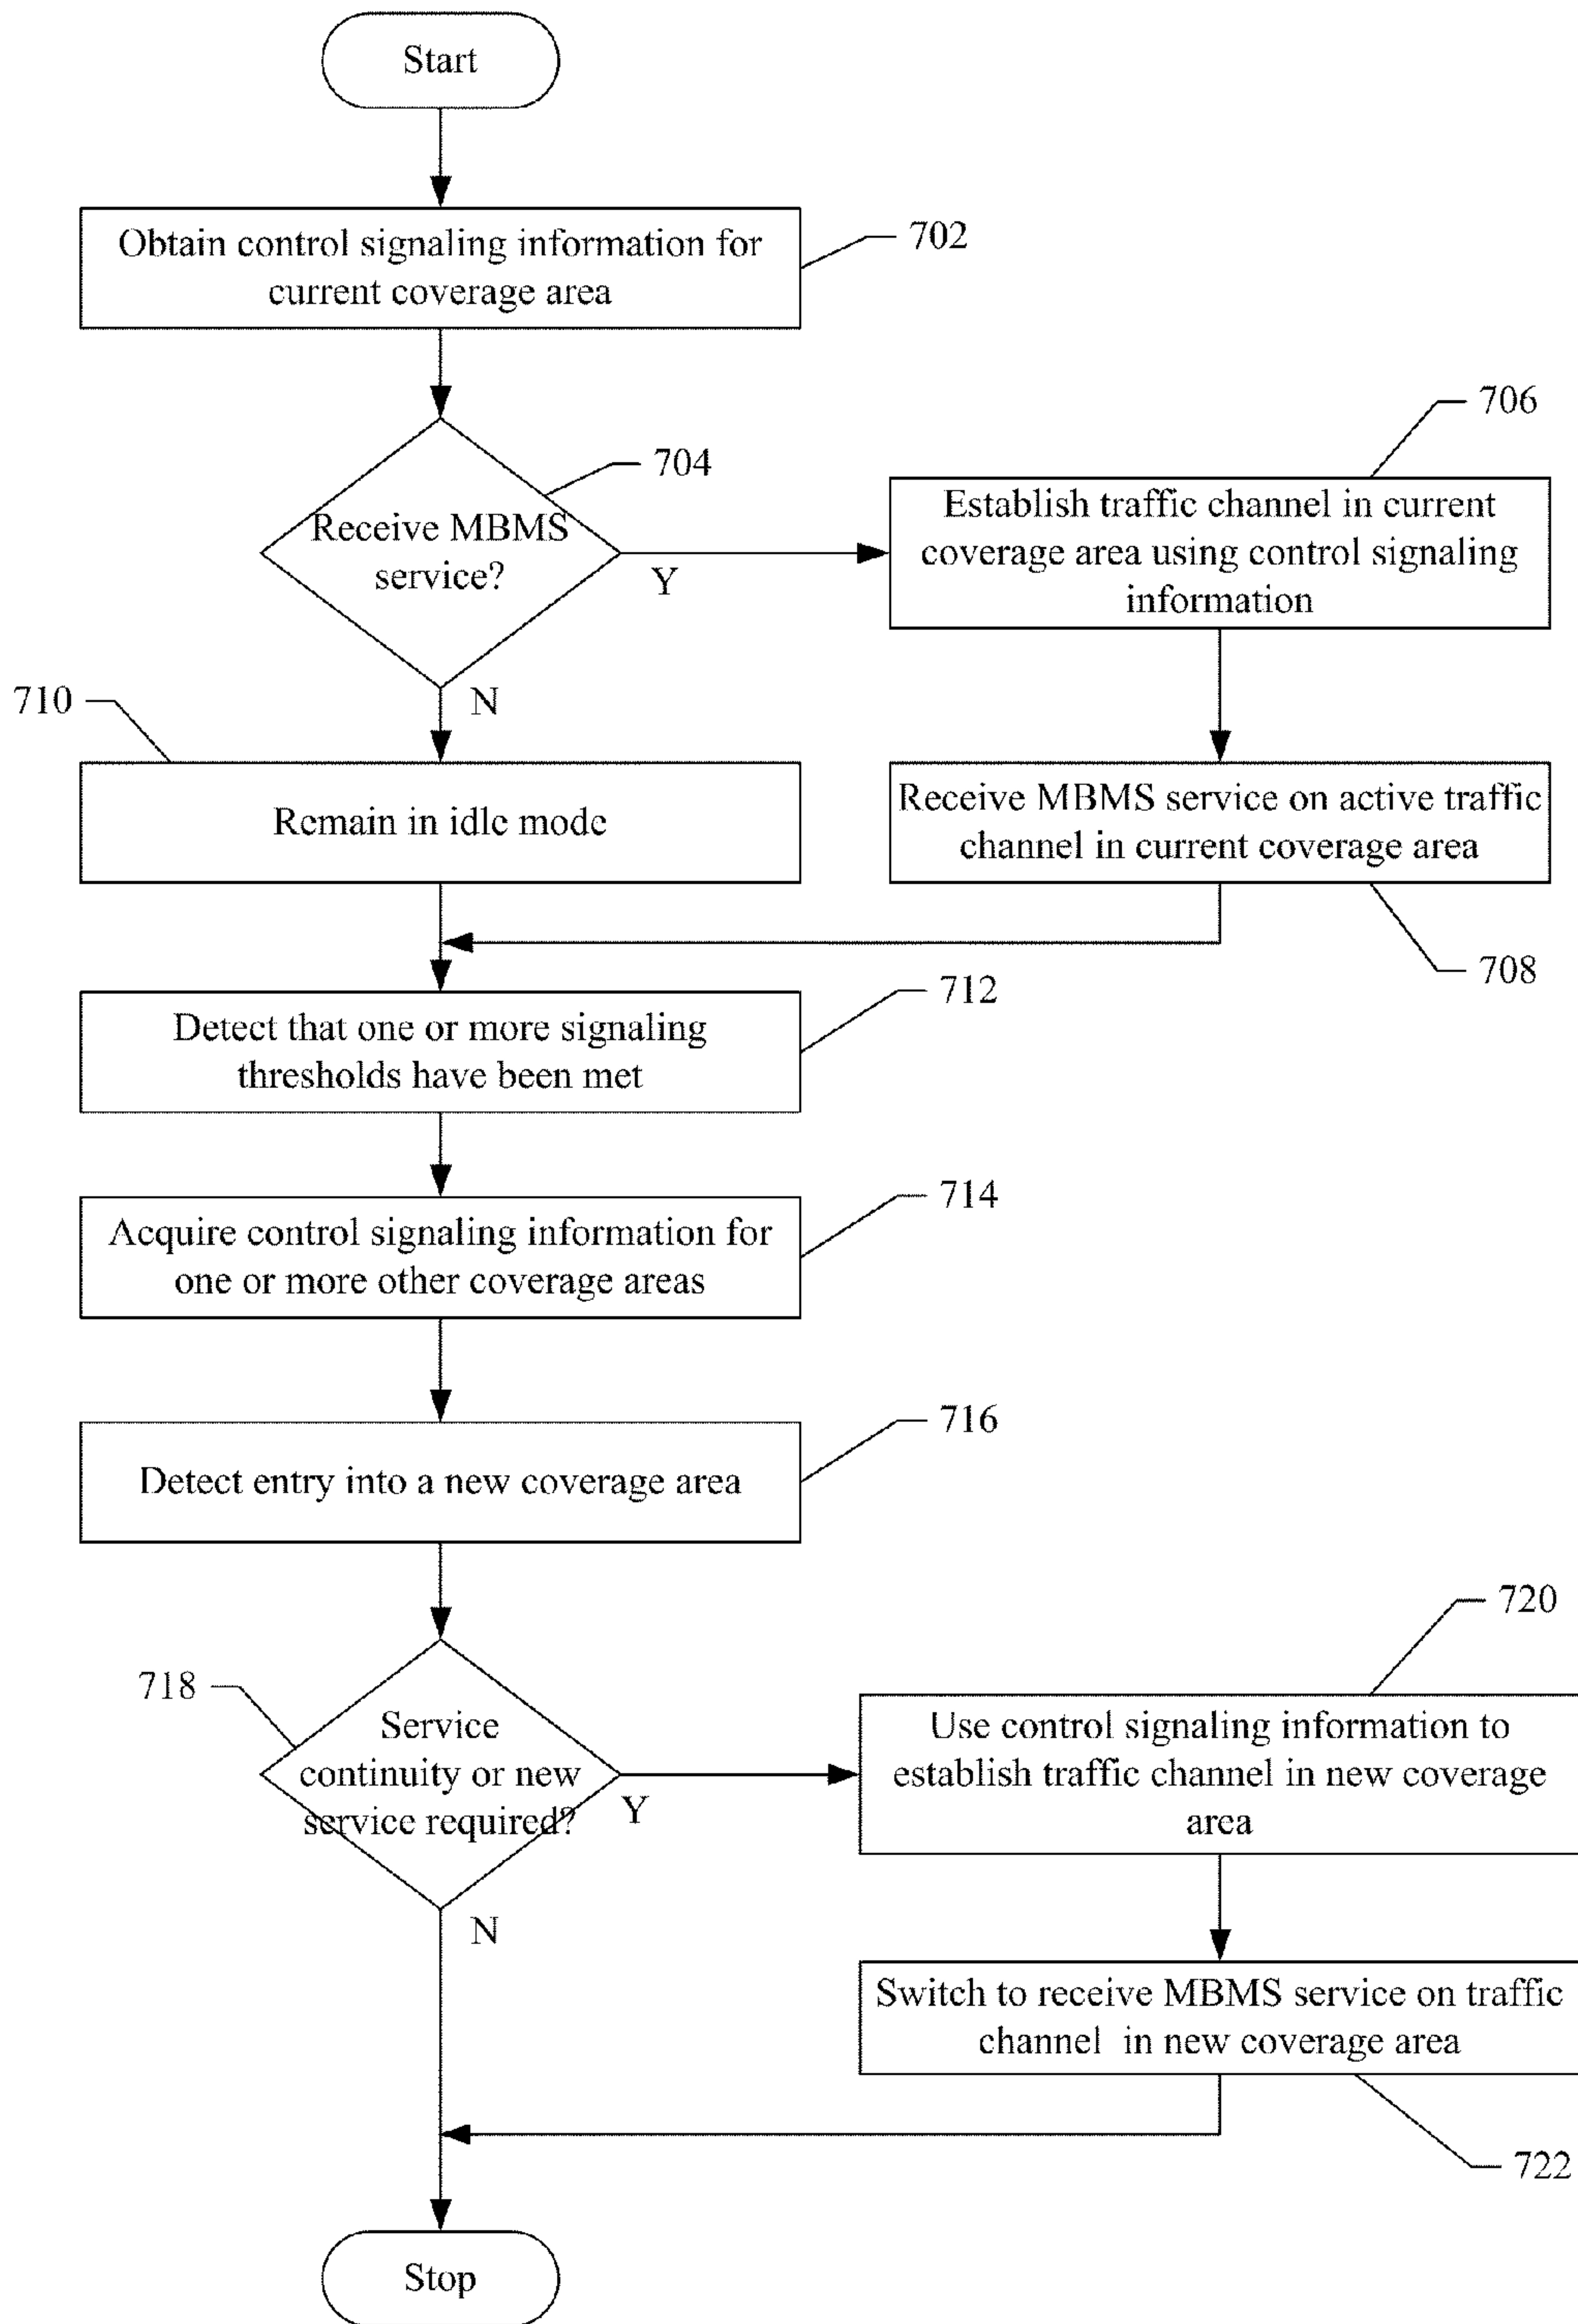 Start
Obtain control signaling information for
current coverage area
702
704
Receive MBMS
service?
Y
N
706
Establish traffic channel in current
coverage area using control signaling
information
710
Remain in idle mode
Receive MBMS service on active traffic
channel in current coverage area
708
712
Detect that one or more signaling
thresholds have been met
714
Acquire control signaling information for
one or more other coverage areas
716
Detect entry into a new coverage area
718
Service
continuity or new
service required?
Y
N
720
Use control signaling information to
establish traffic channel in new coverage
area
Switch to receive MBMS service on traffic
channel in new coverage area
722
Stop